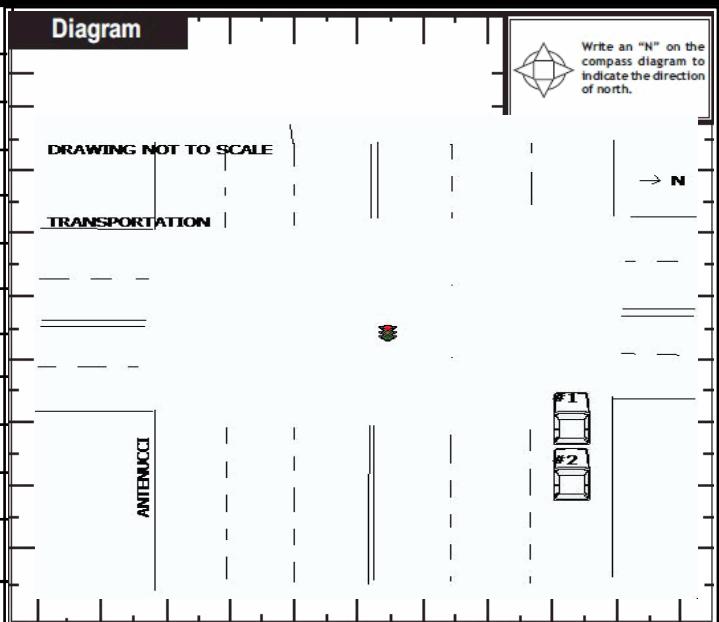 Diagram
Write an “N” on the
compass diagram to
indicate the direction
of north.
DRAWING NOT TO SCALE
N
TRANSPORTATION
#1
#2
ANTENUCCI